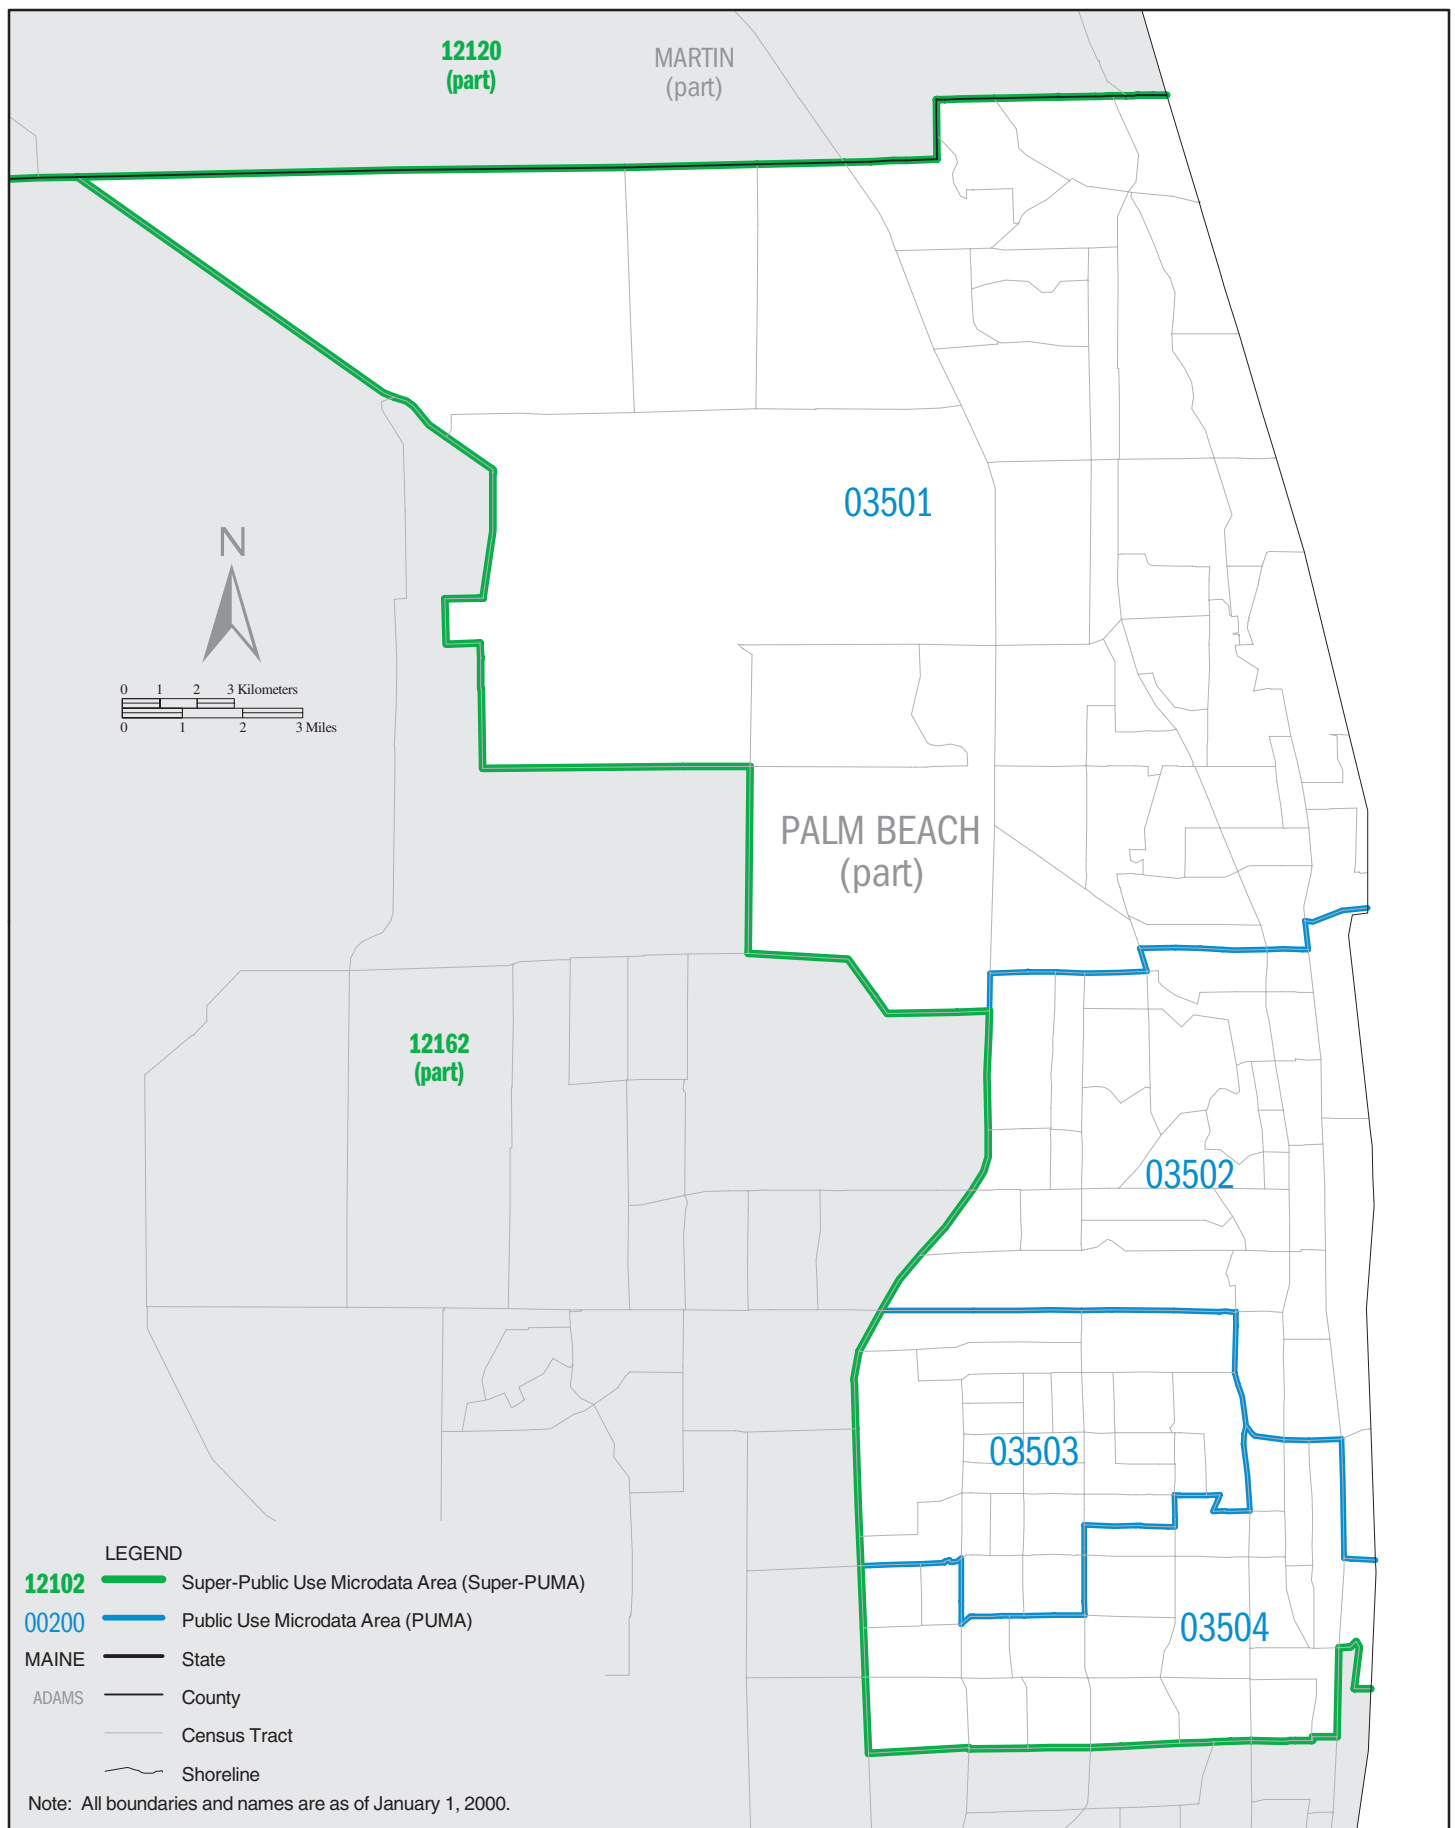 12120
(part)
MARTIN
(part)
03501
N
0 1 2 3 Kilometers
0 1 2 3 Miles
PALM BEACH
(part)
12162
(part)
03502
03503
03504
LEGEND
12102 Super-Public Use Microdata Area (Super-PUMA)
00200 Public Use Microdata Area (PUMA)
MAINE State
ADAMS County
Census Tract
Shoreline
Note: All boundaries and names are as of January 1, 2000.